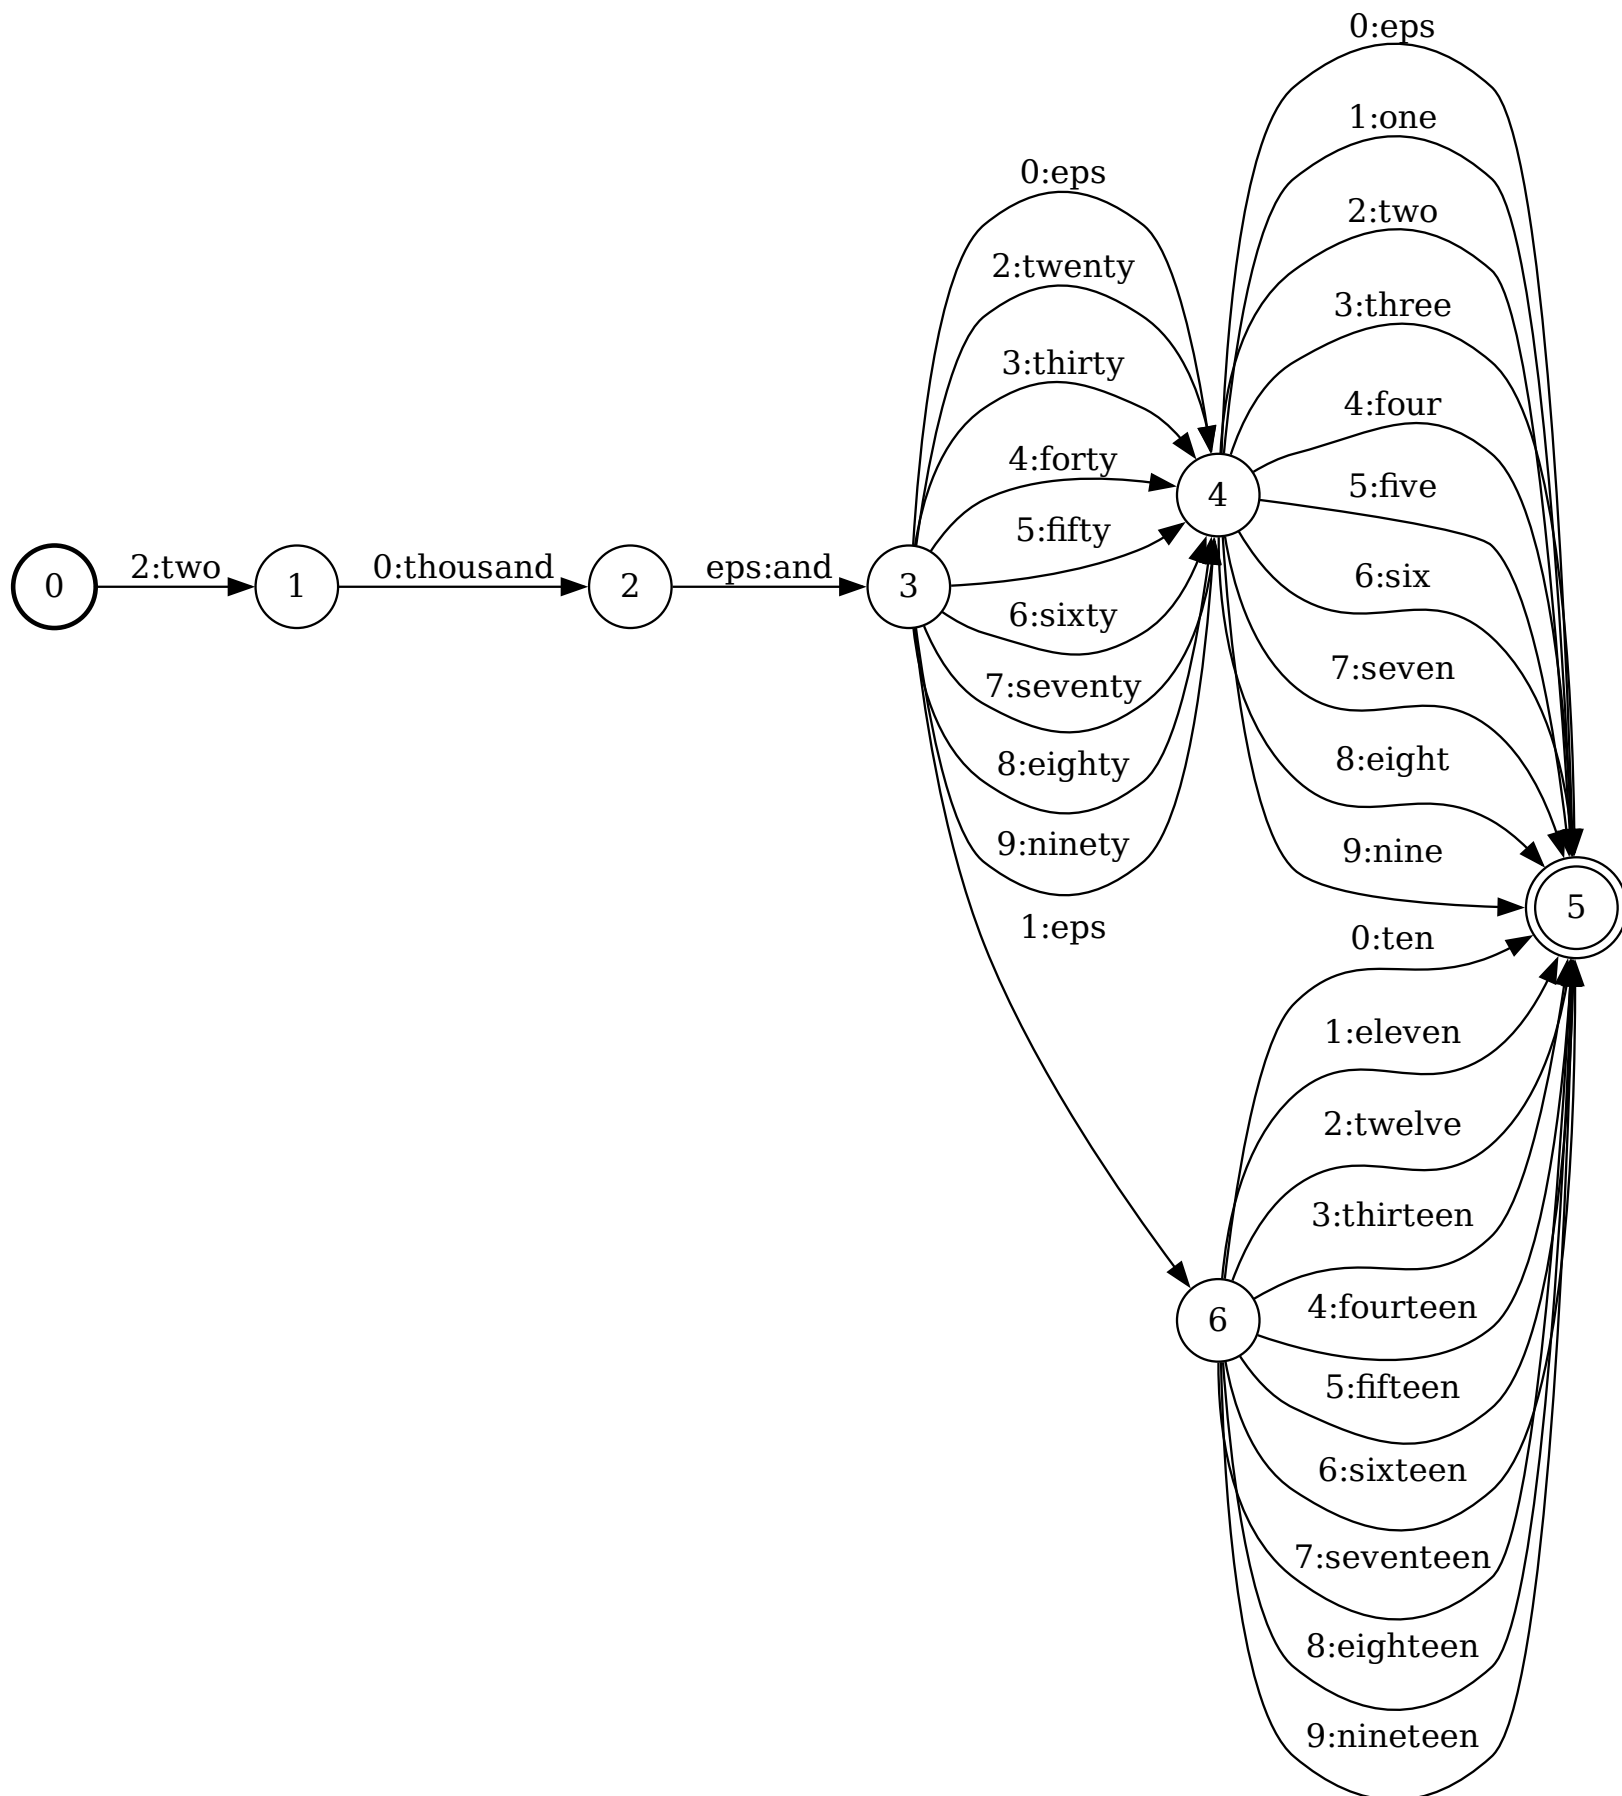 0:eps
1:one
0:eps
2:two
2:twenty
3:three
3:thirty
4:four
4:forty
5:five
4
5:fifty
0
2:two
1
0:thousand
2
eps:and
3
6:six
6:sixty
7:seven
7:seventy
8:eight
8:eighty
9:nine
9:ninety
5
1:eps
0:ten
1:eleven
2:twelve
3:thirteen
6
4:fourteen
5:fifteen
6:sixteen
7:seventeen
8:eighteen
9:nineteen